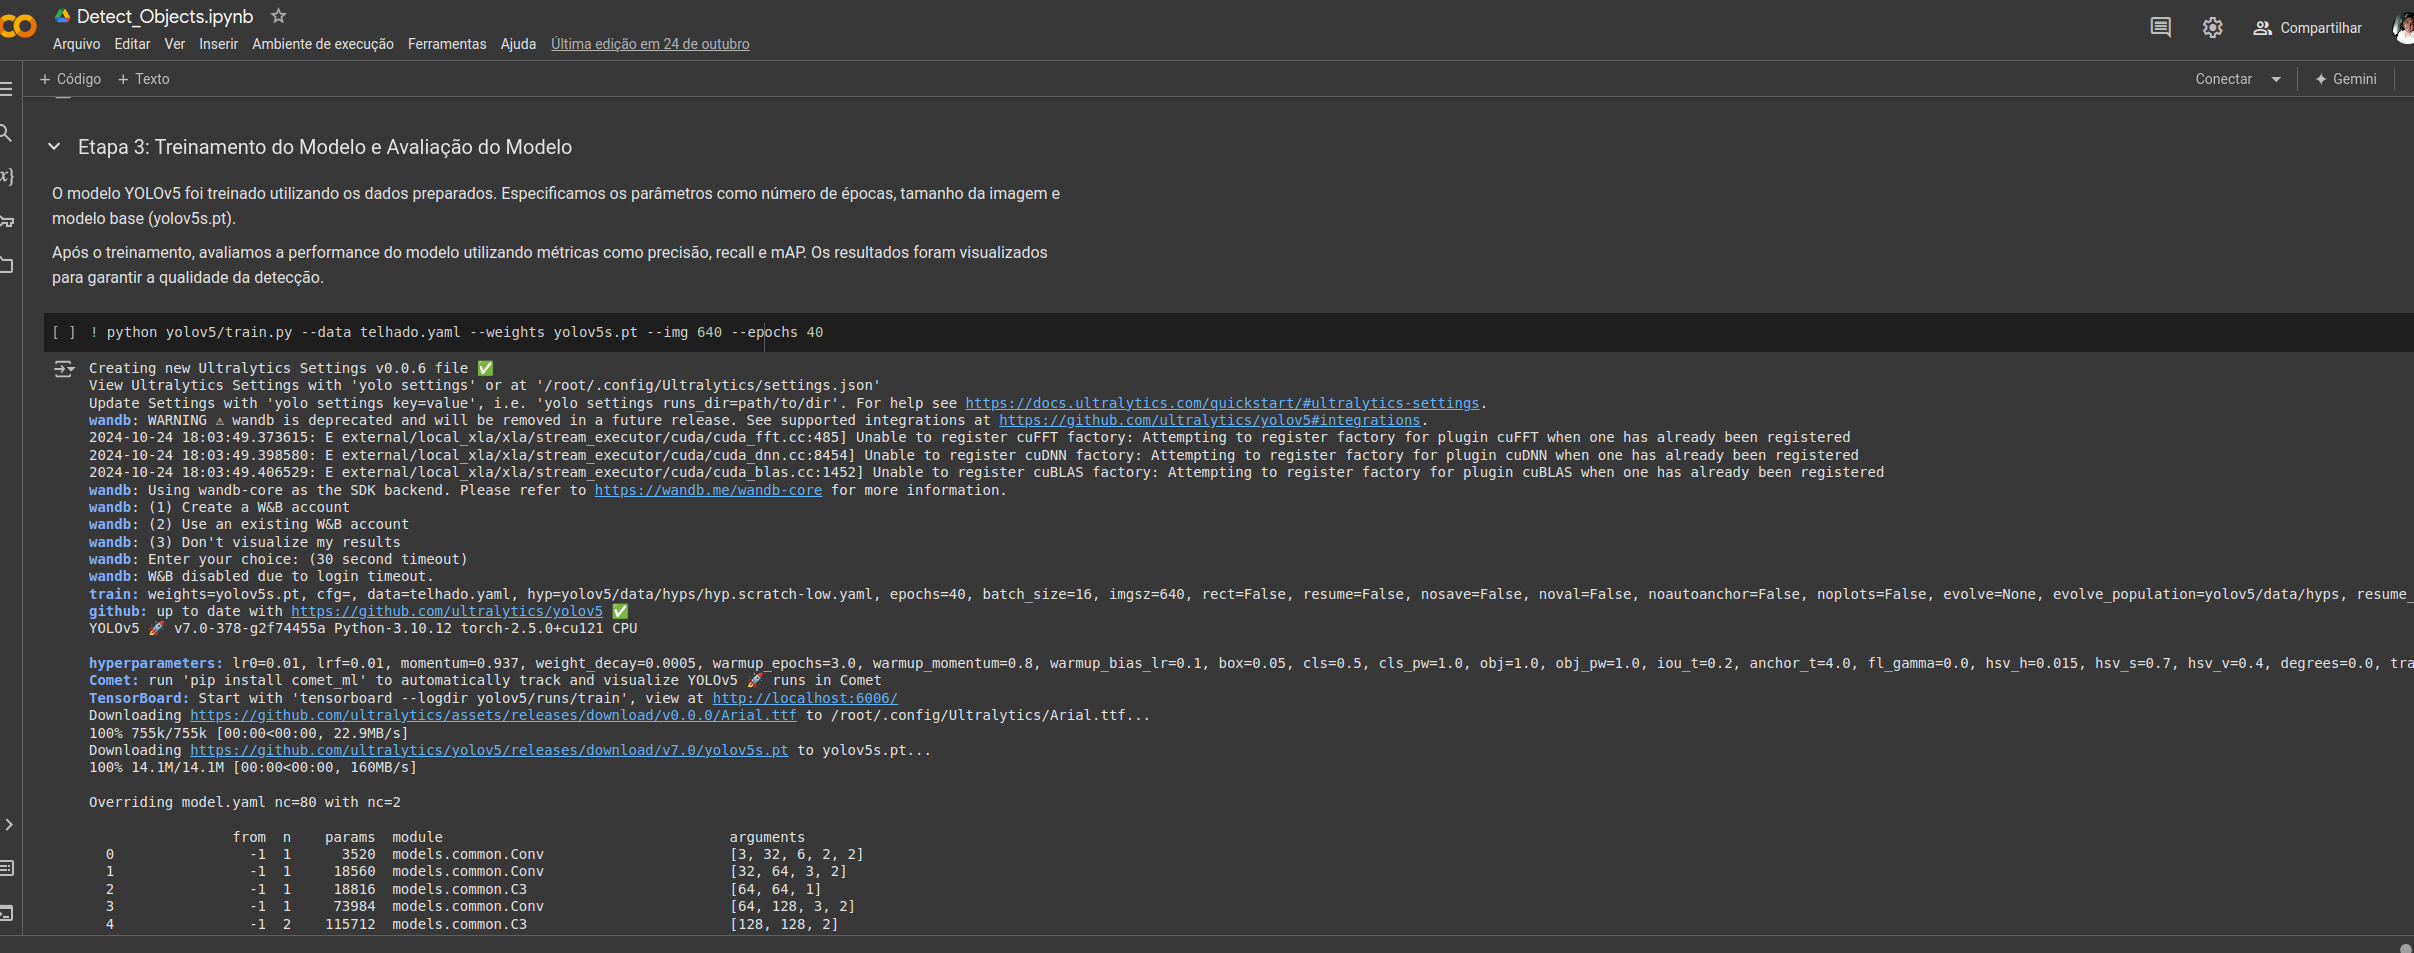 Detect_Objects.ipynb
Arquivo Editar Ver Inserir Ambiente de execução Ferramentas Ajuda Última edição em 24 de outubro
Compartilhar
+ Código + Texto
Conectar Gemini
Etapa 3: Treinamento do Modelo e Avaliação do Modelo
O modelo YOLOv5 foi treinado utilizando os dados preparados. Especificamos os parâmetros como número de épocas, tamanho da imagem e
modelo base (yolov5s.pt).
Após o treinamento, avaliamos a performance do modelo utilizando métricas como precisão, recall e mAP. Os resultados foram visualizados
para garantir a qualidade da detecção.
[ ] ! python yolov5/train.py --data telhado.yaml --weights yolov5s.pt --img 640 --epochs 40
Creating new Ultralytics Settings v0.0.6 file ✅
View Ultralytics Settings with 'yolo settings' or at '/root/.config/Ultralytics/settings.json'
Update Settings with 'yolo settings key=value', i.e. 'yolo settings runs_dir=path/to/dir'. For help see https://docs.ultralytics.com/quickstart/#ultralytics-settings.
wandb: WARNING ⚠ wandb is deprecated and will be removed in a future release. See supported integrations at https://github.com/ultralytics/yolov5#integrations.
2024-10-24 18:03:49.373615: E external/local_xla/xla/stream_executor/cuda/cuda_fft.cc:485] Unable to register cuFFT factory: Attempting to register factory for plugin cuFFT when one has already been registered
2024-10-24 18:03:49.398580: E external/local_xla/xla/stream_executor/cuda/cuda_dnn.cc:8454] Unable to register cuDNN factory: Attempting to register factory for plugin cuDNN when one has already been registered
2024-10-24 18:03:49.406529: E external/local_xla/xla/stream_executor/cuda/cuda_blas.cc:1452] Unable to register cuBLAS factory: Attempting to register factory for plugin cuBLAS when one has already been registered
wandb: Using wandb-core as the SDK backend. Please refer to https://wandb.me/wandb-core for more information.
wandb: (1) Create a W&B account
wandb: (2) Use an existing W&B account
wandb: (3) Don't visualize my results
wandb: Enter your choice: (30 second timeout)
wandb: W&B disabled due to login timeout.
train: weights=yolov5s.pt, cfg=, data=telhado.yaml, hyp=yolov5/data/hyps/hyp.scratch-low.yaml, epochs=40, batch_size=16, imgsz=640, rect=False, resume=False, nosave=False, noval=False, noautoanchor=False, noplots=False, evolve=None, evolve_population=yolov5/data/hyps, resume_
github: up to date with https://github.com/ultralytics/yolov5 ✅
YOLOv5 🚀 v7.0-378-g2f74455a Python-3.10.12 torch-2.5.0+cu121 CPU
hyperparameters: lr0=0.01, lrf=0.01, momentum=0.937, weight_decay=0.0005, warmup_epochs=3.0, warmup_momentum=0.8, warmup_bias_lr=0.1, box=0.05, cls=0.5, cls_pw=1.0, obj=1.0, obj_pw=1.0, iou_t=0.2, anchor_t=4.0, fl_gamma=0.0, hsv_h=0.015, hsv_s=0.7, hsv_v=0.4, degrees=0.0, tra
Comet: run 'pip install comet_ml' to automatically track and visualize YOLOv5 🚀 runs in Comet
TensorBoard: Start with 'tensorboard --logdir yolov5/runs/train', view at http://localhost:6006/
Downloading https://github.com/ultralytics/assets/releases/download/v0.0.0/Arial.ttf to /root/.config/Ultralytics/Arial.ttf...
100% 755k/755k [00:00<00:00, 22.9MB/s]
Downloading https://github.com/ultralytics/yolov5/releases/download/v7.0/yolov5s.pt to yolov5s.pt...
100% 14.1M/14.1M [00:00<00:00, 160MB/s]
Overriding model.yaml nc=80 with nc=2
from n params module arguments
0 -1 1 3520 models.common.Conv [3, 32, 6, 2, 2]
1 -1 1 18560 models.common.Conv [32, 64, 3, 2]
2 -1 1 18816 models.common.C3 [64, 64, 1]
3 -1 1 73984 models.common.Conv [64, 128, 3, 2]
4 -1 2 115712 models.common.C3 [128, 128, 2]